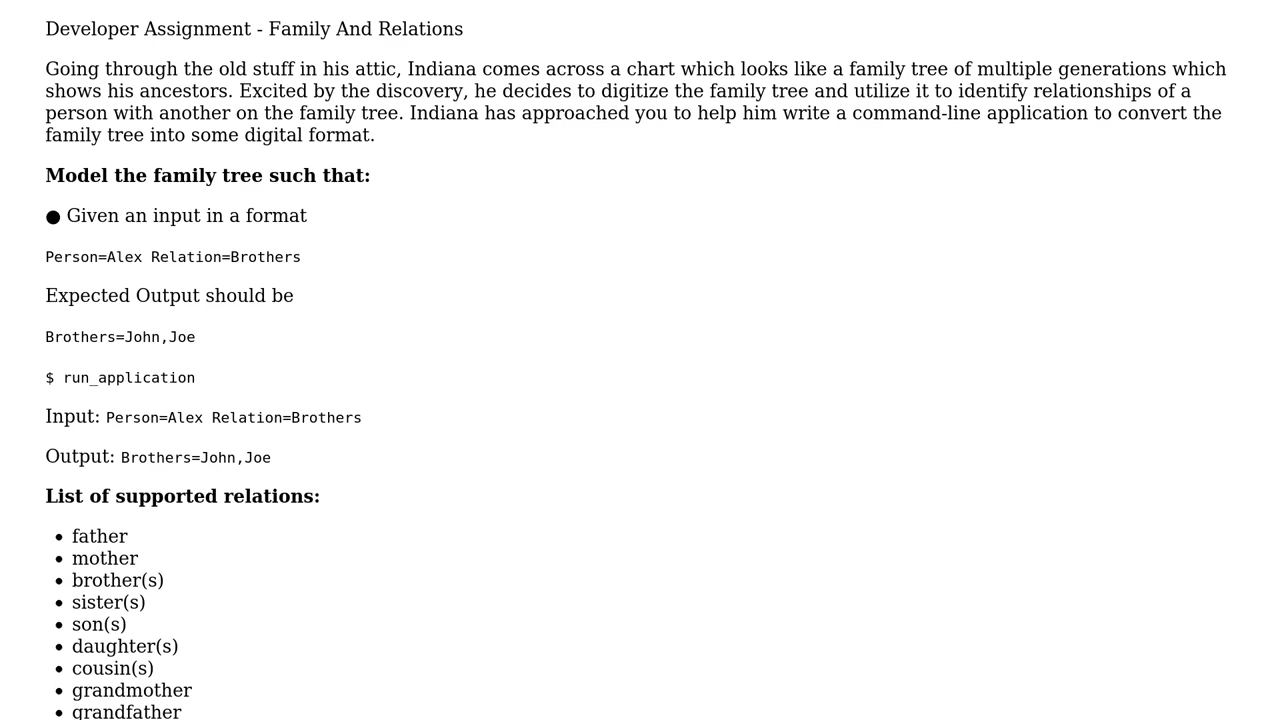 Developer Assignment - Family And Relations
Going through the old stuff in his attic, Indiana comes across a chart which looks like a family tree of multiple generations which
shows his ancestors. Excited by the discovery, he decides to digitize the family tree and utilize it to identify relationships of a
person with another on the family tree. Indiana has approached you to help him write a command-line application to convert the
family tree into some digital format.
Model the family tree such that:
● Given an input in a format
Person=Alex Relation=Brothers
Expected Output should be
Brothers=John,Joe
$ run_application
Input: Person=Alex Relation=Brothers
Output: Brothers=John,Joe
List of supported relations:
• father
• mother
• brother(s)
• sister(s)
• son(s)
• daughter(s)
• cousin(s)
• grandmother
• grandfather